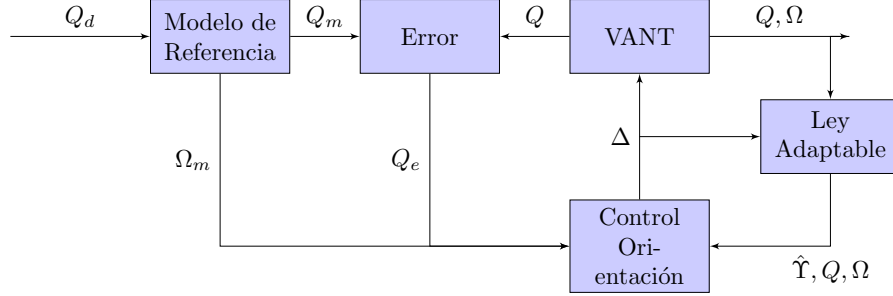 Q_d
Modelo de
Referencia
Q_m
Error
Q
VANT
Q, Ω
Ω_m
Q_e
Δ
Ley
Adaptable
Control
Ori-
entación
Υ̂, Q, Ω